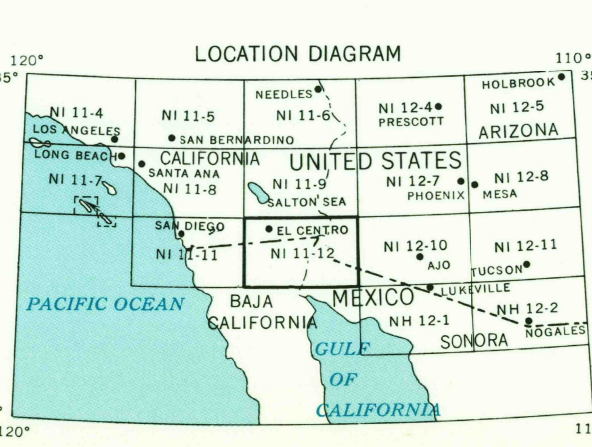 LOCATION DIAGRAM
120°
110°
35°
35
HOLBROOK
NEEDLES
NI 11-4
NI 11-5
NI 11-6
NI 12-4
PRESCOTT
NI 12-5
ARIZONA
LOS ANGELES
SAN BERNARDINO
LONG BEACH
CALIFORNIA
UNITED STATES
SANTA ANA
NI 11-7
NI 11-8
NI 11-9
SALTON SEA
NI 12-7
PHOENIX
MESA
NI 12-8
SAN DIEGO
EL CENTRO
NI 11-11
NI 11-12
NI 12-10
AJO
NI 12-11
TUCSON
LUKEVILLE
PACIFIC OCEAN
BAJA
CALIFORNIA
MEXICO
NH 12-1
NH 12-2
NOGALES
SONORA
GULF
OF
CALIFORNIA
120°
11